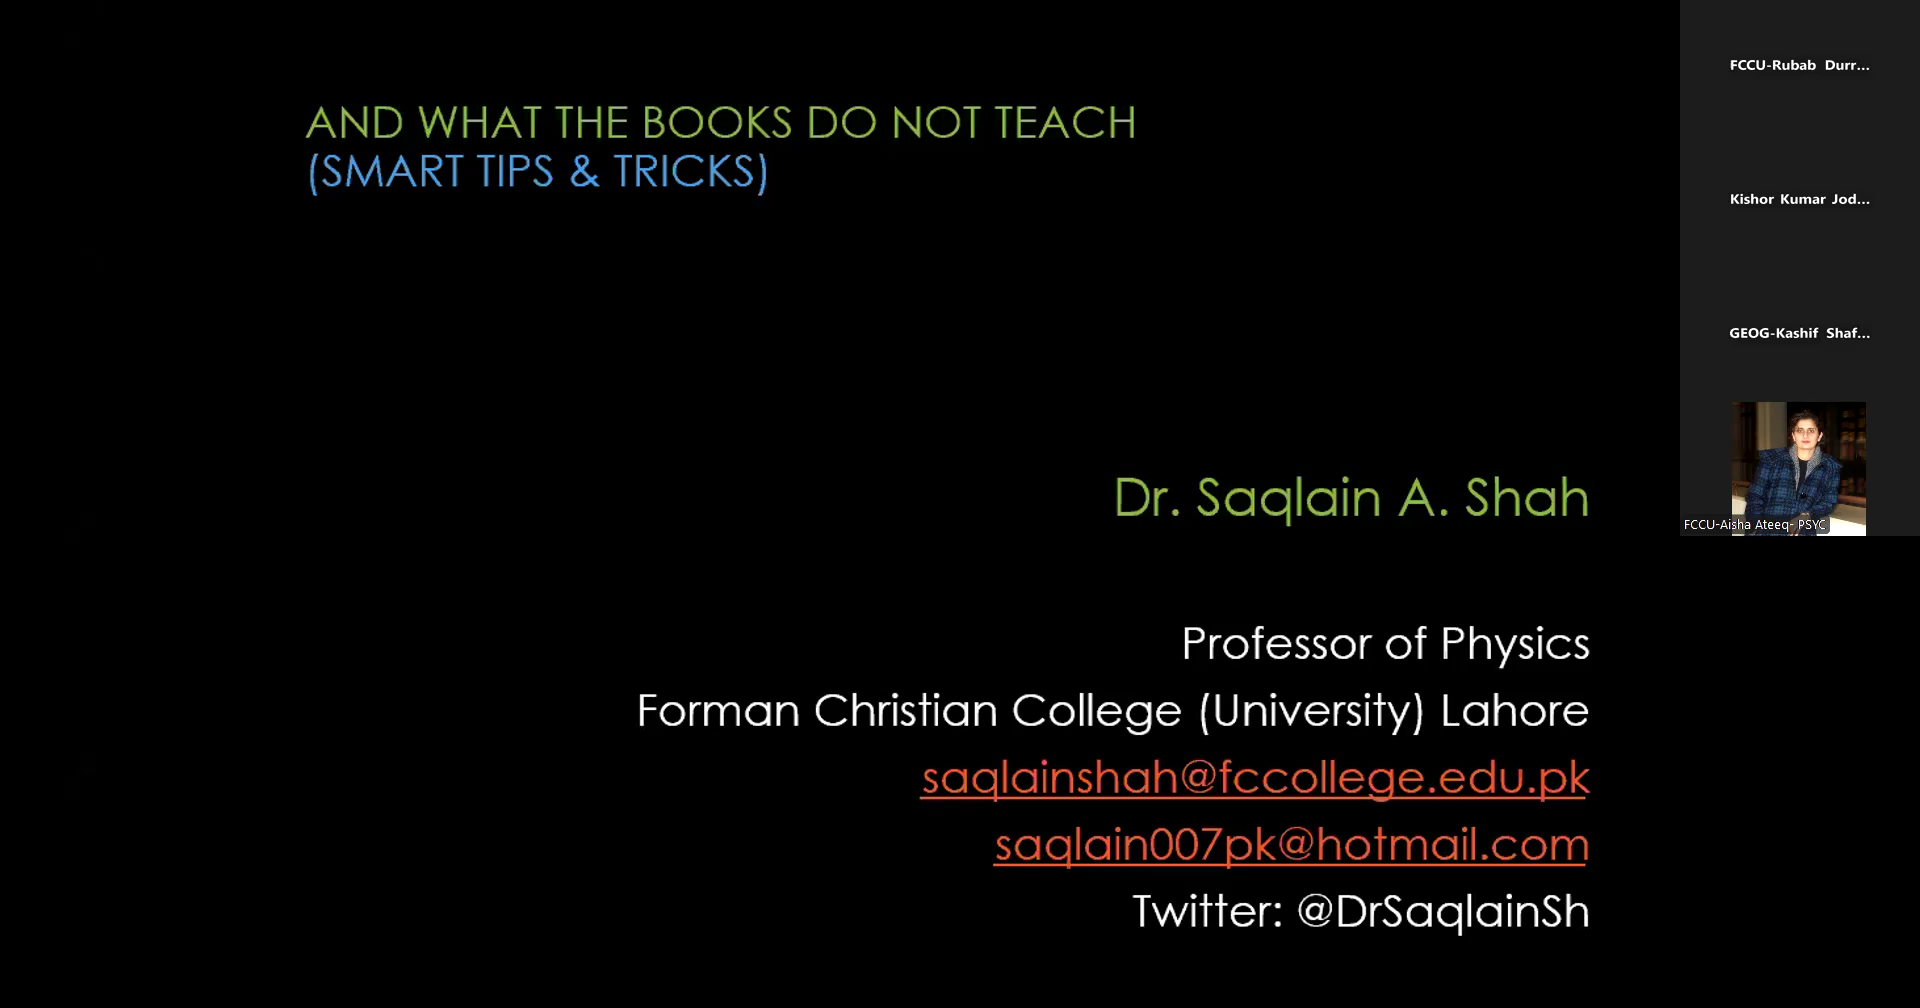 AND WHAT THE BOOKS DO NOT TEACH
(SMART TIPS & TRICKS)
Dr. Saqlain A. Shah
Professor of Physics
Forman Christian College (University) Lahore
saqlainshah@fccollege.edu.pk
saqlain007pk@hotmail.com
Twitter: @DrSaqlainSh
FCCU-Rubab Durr...
Kishor Kumar Jod...
GEOG-Kashif Shaf...
FCCU-Aisha Ateeq- PSYC